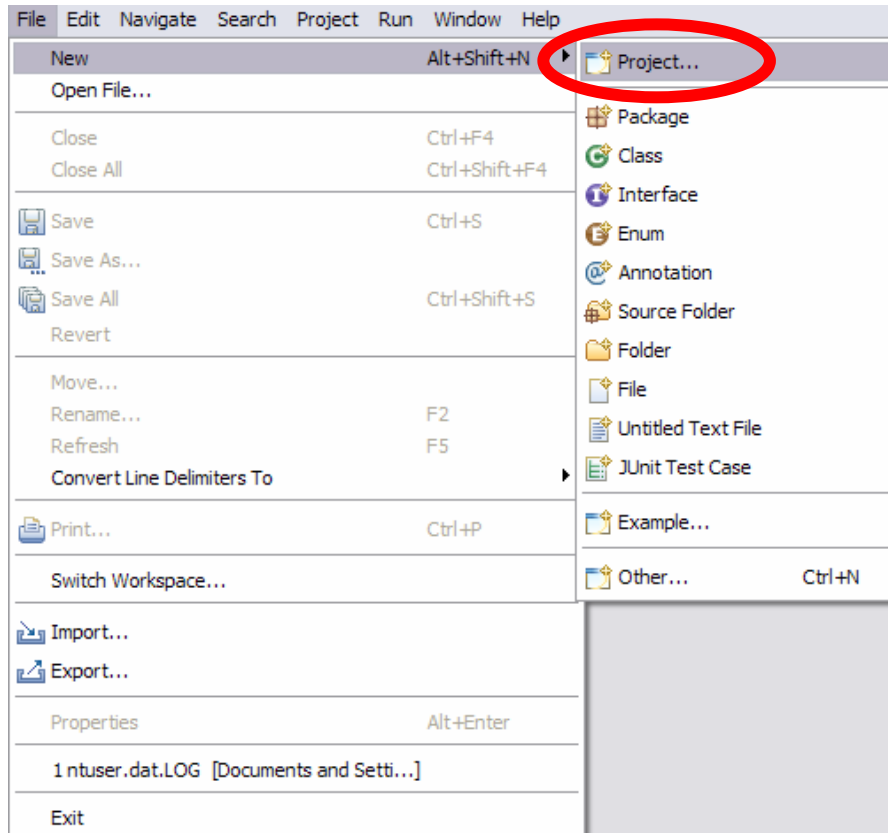 File Edit Navigate Search Project Run Window Help
New Alt+Shift+N
Open File...
Close Ctrl+F4
Close All Ctrl+Shift+F4
Save Ctrl+S
Save As...
Save All Ctrl+Shift+S
Revert
Move...
Rename... F2
Refresh F5
Convert Line Delimiters To
Print... Ctrl+P
Switch Workspace...
Import...
Export...
Properties Alt+Enter
1 ntuser.dat.LOG [Documents and Setti...]
Exit
Project...
Package
Class
Interface
Enum
Annotation
Source Folder
Folder
File
Untitled Text File
JUnit Test Case
Example...
Other... Ctrl+N